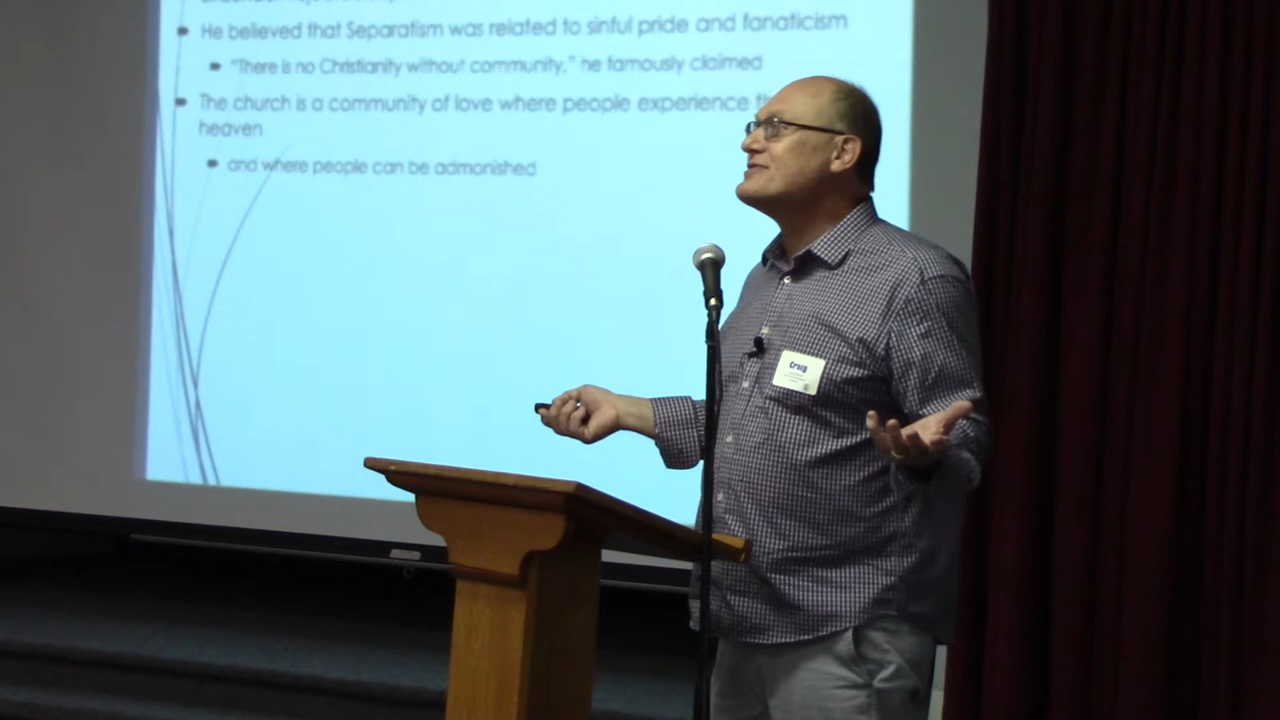 He believed that Separatism was related to sinful pride and fanaticism
"There is no Christianity without community," he famously claimed
The church is a community of love where people experience
heaven
and where people can be admonished
Craig